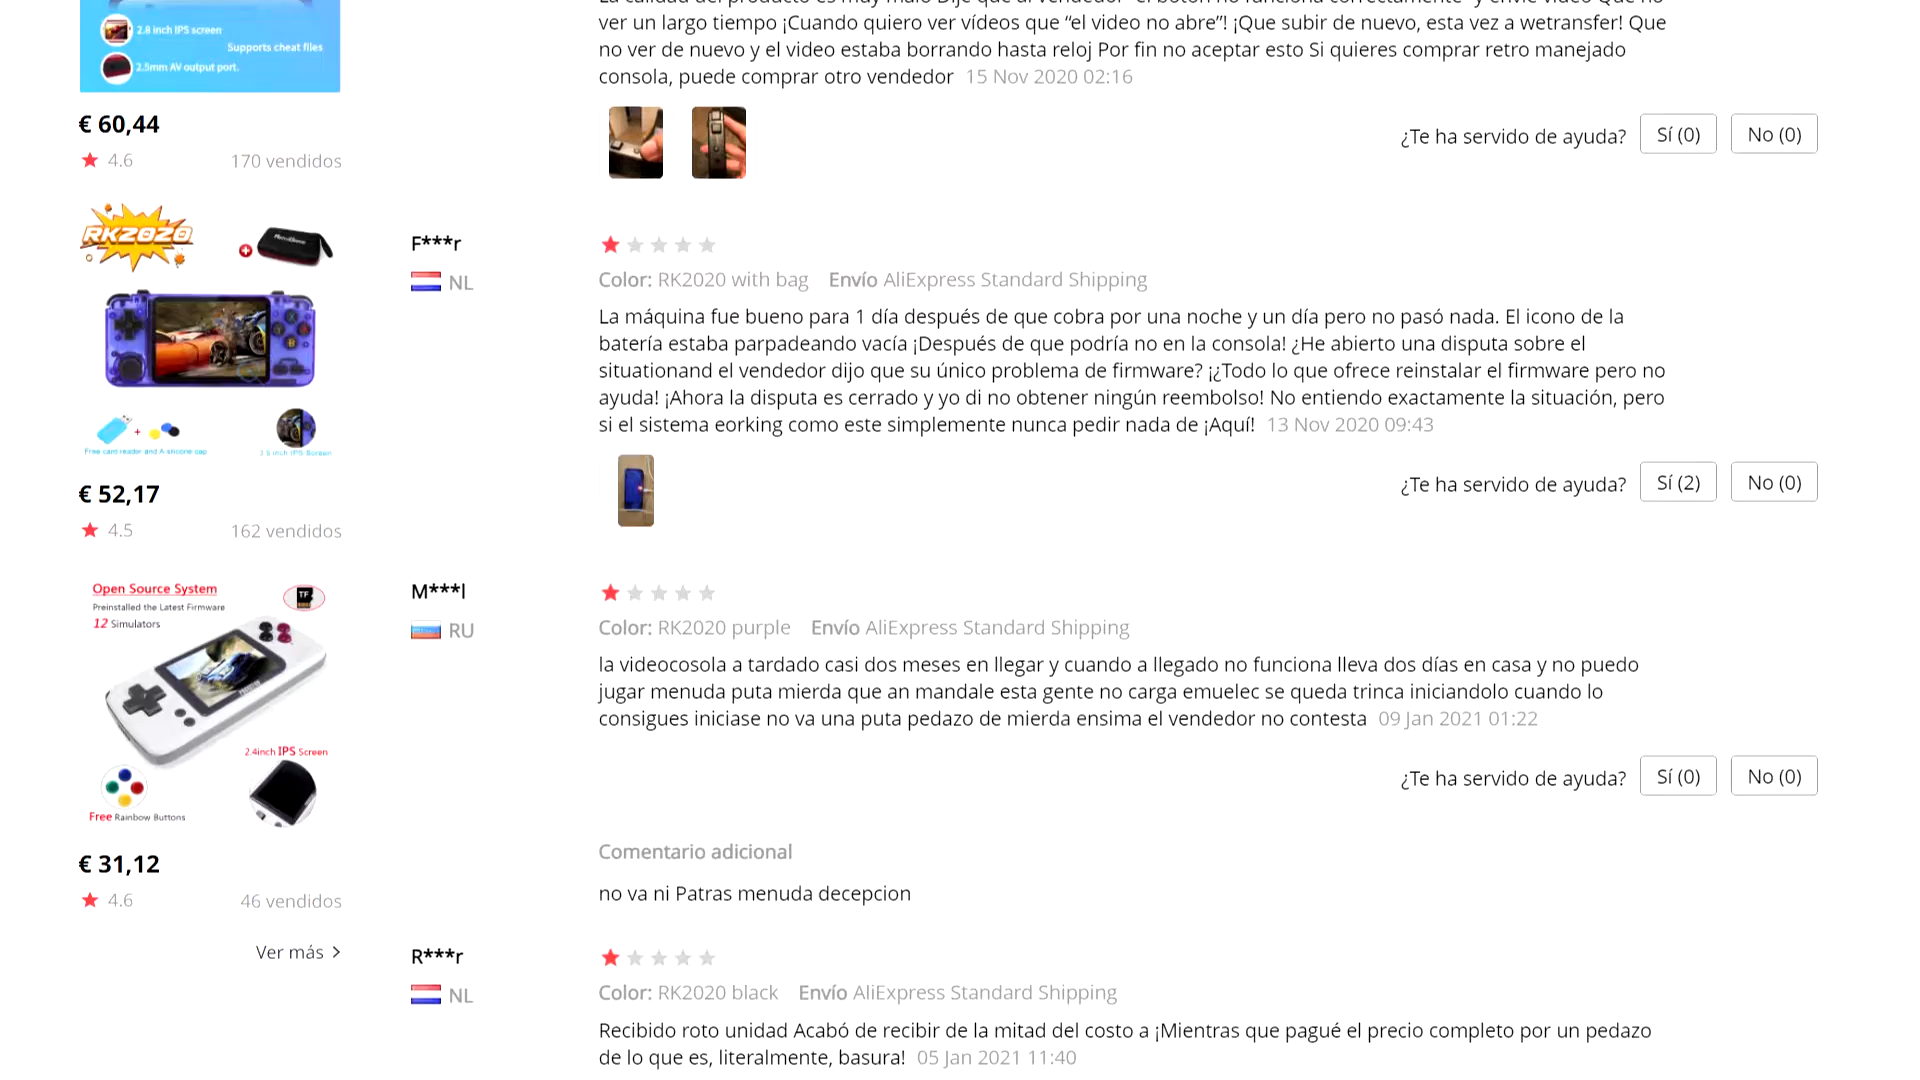 2.8 inch IPS screen
Supports cheat files
2.5mm AV output port.
€ 60,44
4.6 170 vendidos
RK2020
Free card reader and
3.5 inch IPS Screen
€ 52,17
4.5 162 vendidos
Open Source System
Preinstalled the Latest Firmware
12 Simulators
TF
2.4inch IPS Screen
Free Rainbow Buttons
€ 31,12
4.6 46 vendidos
Ver más >
ver un largo tiempo ¡Cuando quiero ver vídeos que “el video no abre”! ¡Que subir de nuevo, esta vez a wetransfer! Que
no ver de nuevo y el video estaba borrando hasta reloj Por fin no aceptar esto Si quieres comprar retro manejado
consola, puede comprar otro vendedor 15 Nov 2020 02:16
¿Te ha servido de ayuda? Sí (0) No (0)
F***r
NL
Color: RK2020 with bag Envío AliExpress Standard Shipping
La máquina fue bueno para 1 día después de que cobra por una noche y un día pero no pasó nada. El icono de la
batería estaba parpadeando vacía ¡Después de que podría no en la consola! ¿He abierto una disputa sobre el
situationand el vendedor dijo que su único problema de firmware? ¡¿Todo lo que ofrece reinstalar el firmware pero no
ayuda! ¡Ahora la disputa es cerrado y yo di no obtener ningún reembolso! No entiendo exactamente la situación, pero
si el sistema eorking como este simplemente nunca pedir nada de ¡Aquí! 13 Nov 2020 09:43
¿Te ha servido de ayuda? Sí (2) No (0)
M***l
RU
Color: RK2020 purple Envío AliExpress Standard Shipping
la videocosola a tardado casi dos meses en llegar y cuando a llegado no funciona lleva dos días en casa y no puedo
jugar menuda puta mierda que an mandale esta gente no carga emuelec se queda trinca iniciandolo cuando lo
consigues iniciase no va una puta pedazo de mierda ensima el vendedor no contesta 09 Jan 2021 01:22
¿Te ha servido de ayuda? Sí (0) No (0)
Comentario adicional
no va ni Patras menuda decepcion
R***r
NL
Color: RK2020 black Envío AliExpress Standard Shipping
Recibido roto unidad Acabó de recibir de la mitad del costo a ¡Mientras que pagué el precio completo por un pedazo
de lo que es, literalmente, basura! 05 Jan 2021 11:40